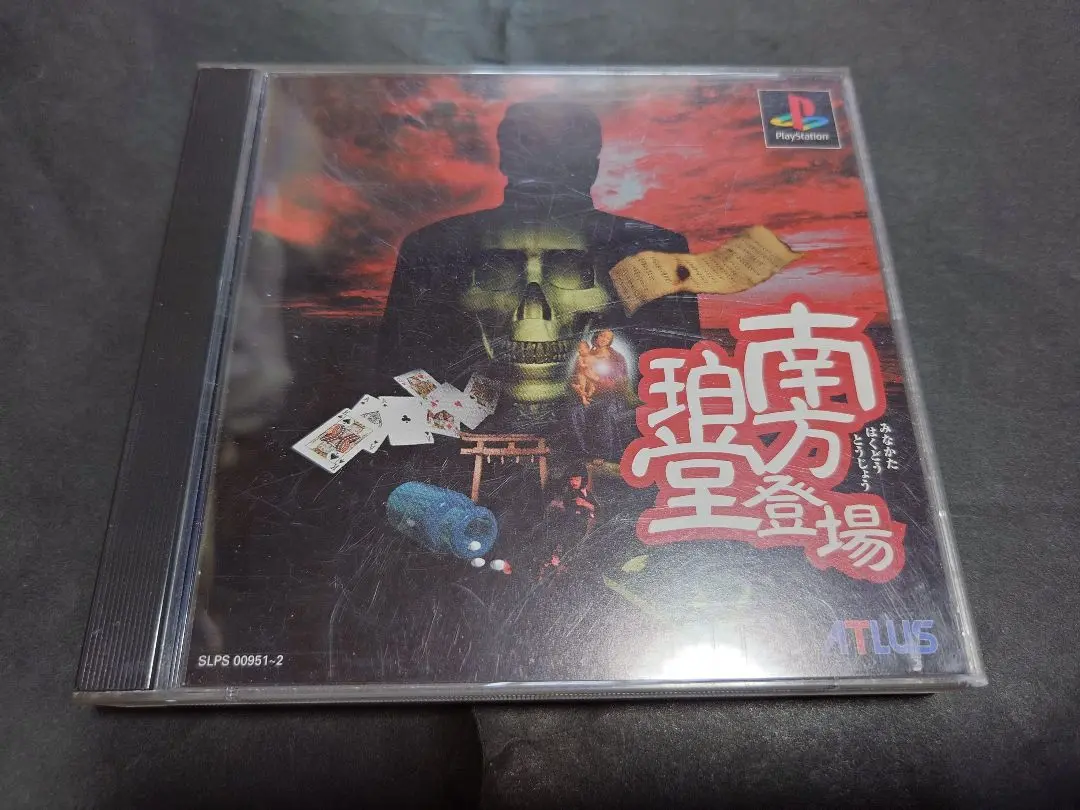 PlayStation
南方
珀堂
登場
みなかた
はくどう
とうじょう
ATLUS
SLPS 00951~2